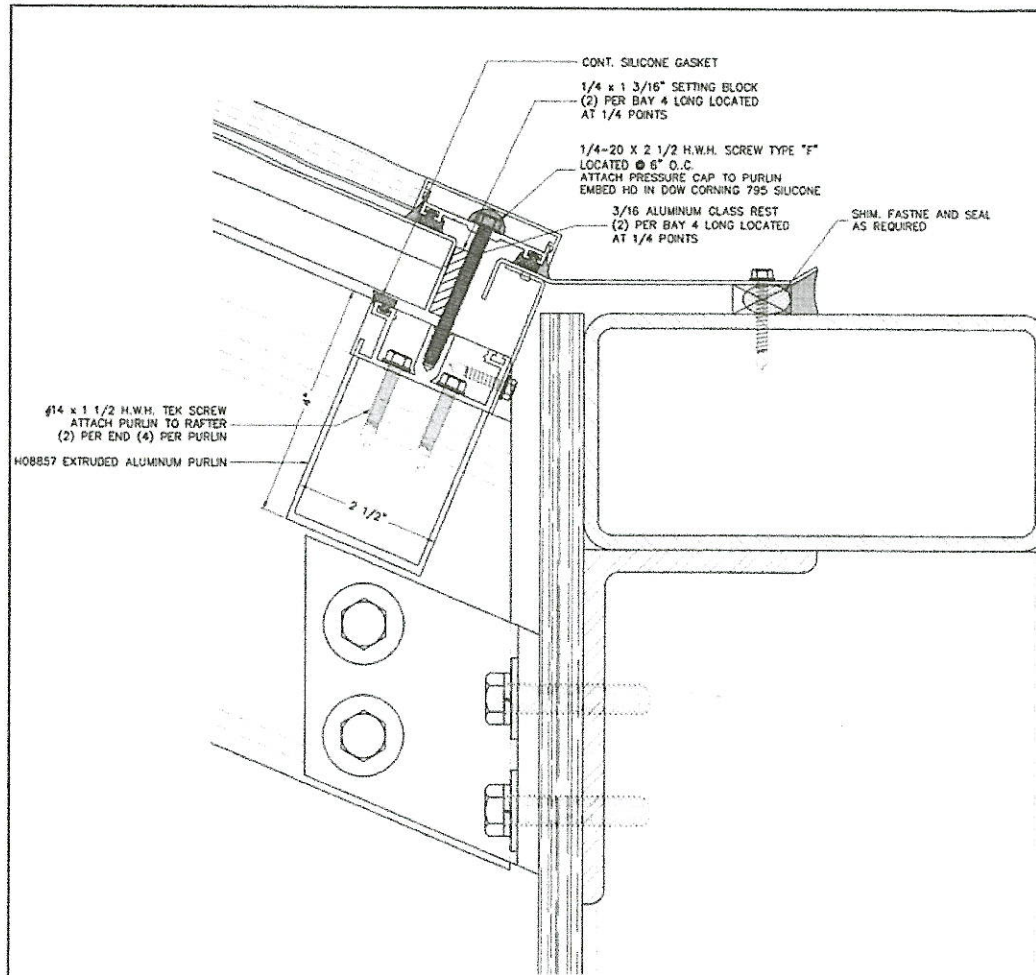 CONT. SILICONE GASKET
1/4 x 1 3/16" SETTING BLOCK
(2) PER BAY 4 LONG LOCATED
AT 1/4 POINTS
1/4-20 X 2 1/2 H.W.H. SCREW TYPE "F"
LOCATED @ 6" O.C.
ATTACH PRESSURE CAP TO PURLIN
EMBED HD IN DOW CORNING 795 SILICONE
3/16 ALUMINUM CLASS REST
(2) PER BAY 4 LONG LOCATED
AT 1/4 POINTS
SHIM, FASTNE AND SEAL
AS REQUIRED
4"
#14 x 1 1/2 H.W.H. TEK SCREW
ATTACH PURLIN TO RAFTER
(2) PER END (4) PER PURLIN
H08857 EXTRUDED ALUMINUM PURLIN
2 1/2"